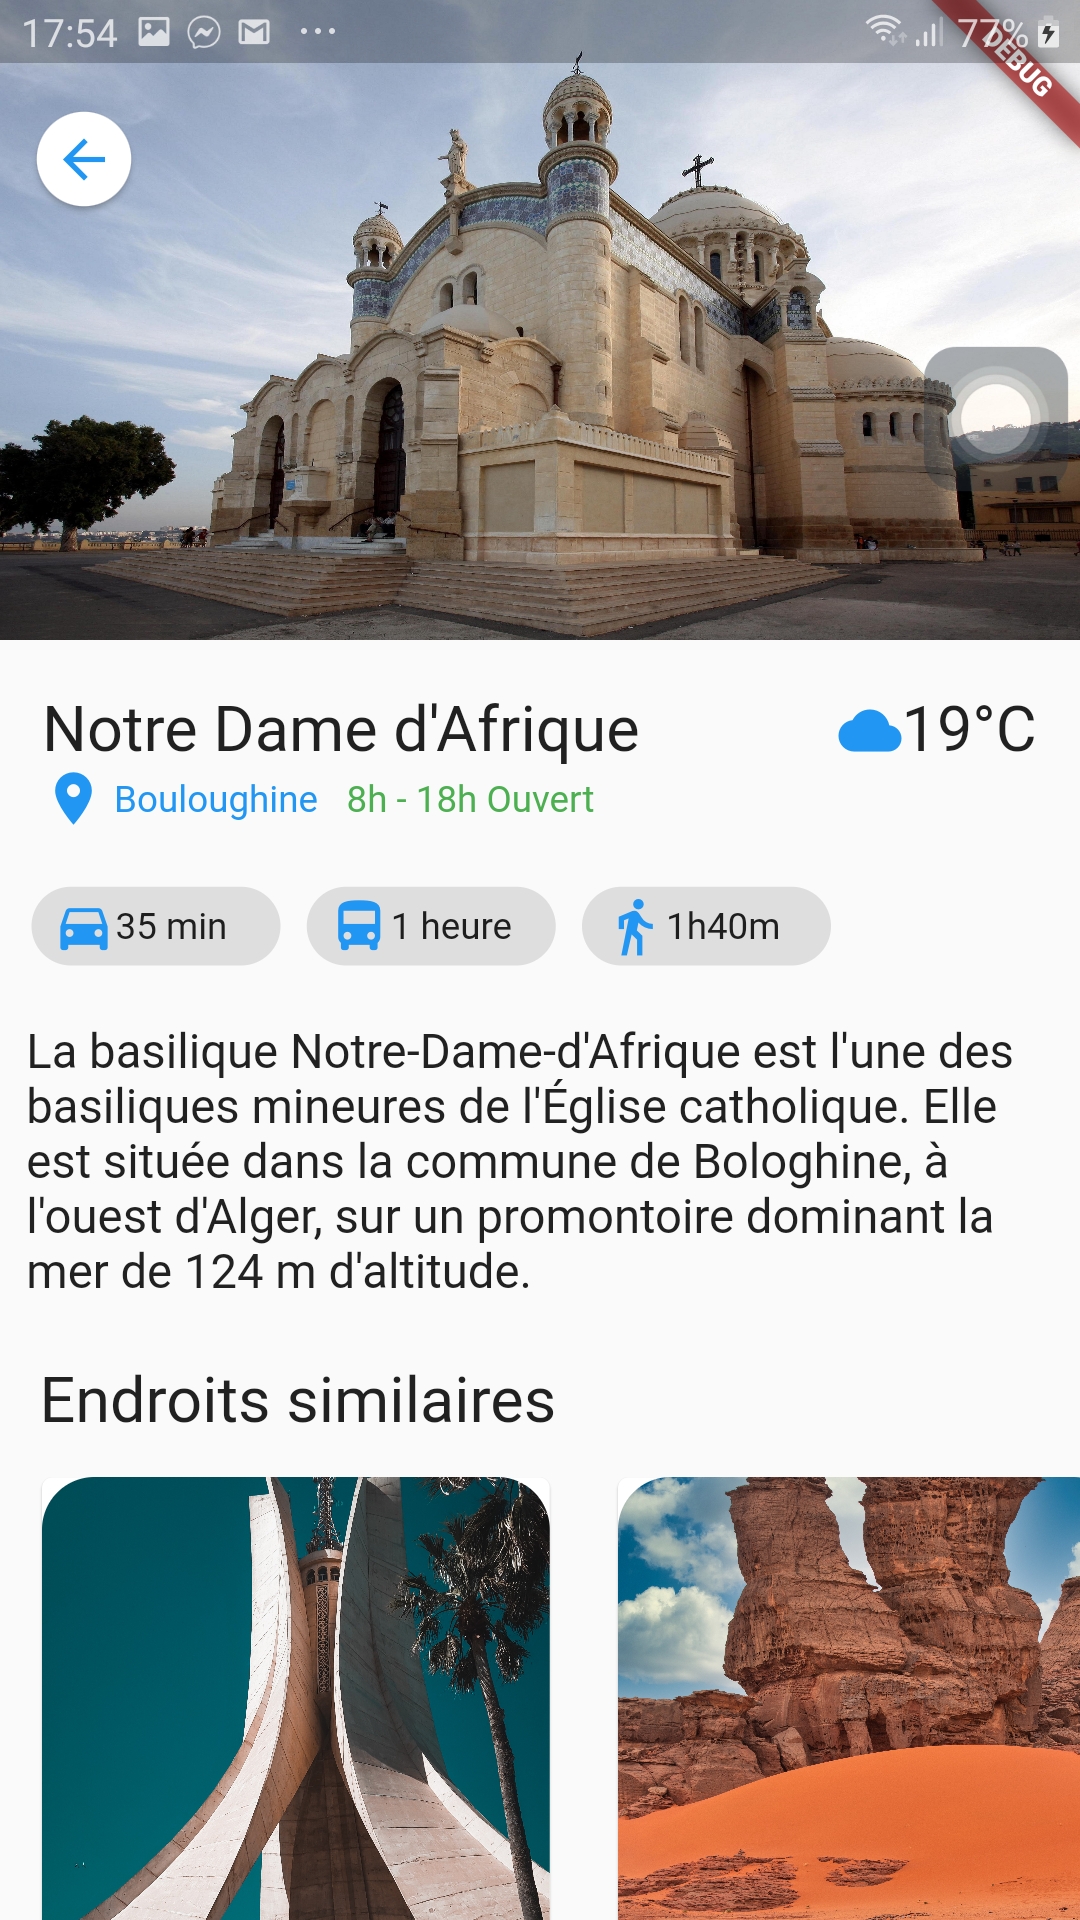 17:54
77%
DEBUG
Notre Dame d'Afrique
19°C
Bouloughine 8h - 18h Ouvert
35 min
1 heure
1h40m
La basilique Notre-Dame-d'Afrique est l'une des
basiliques mineures de l'Église catholique. Elle
est située dans la commune de Bologhine, à
l'ouest d'Alger, sur un promontoire dominant la
mer de 124 m d'altitude.
Endroits similaires